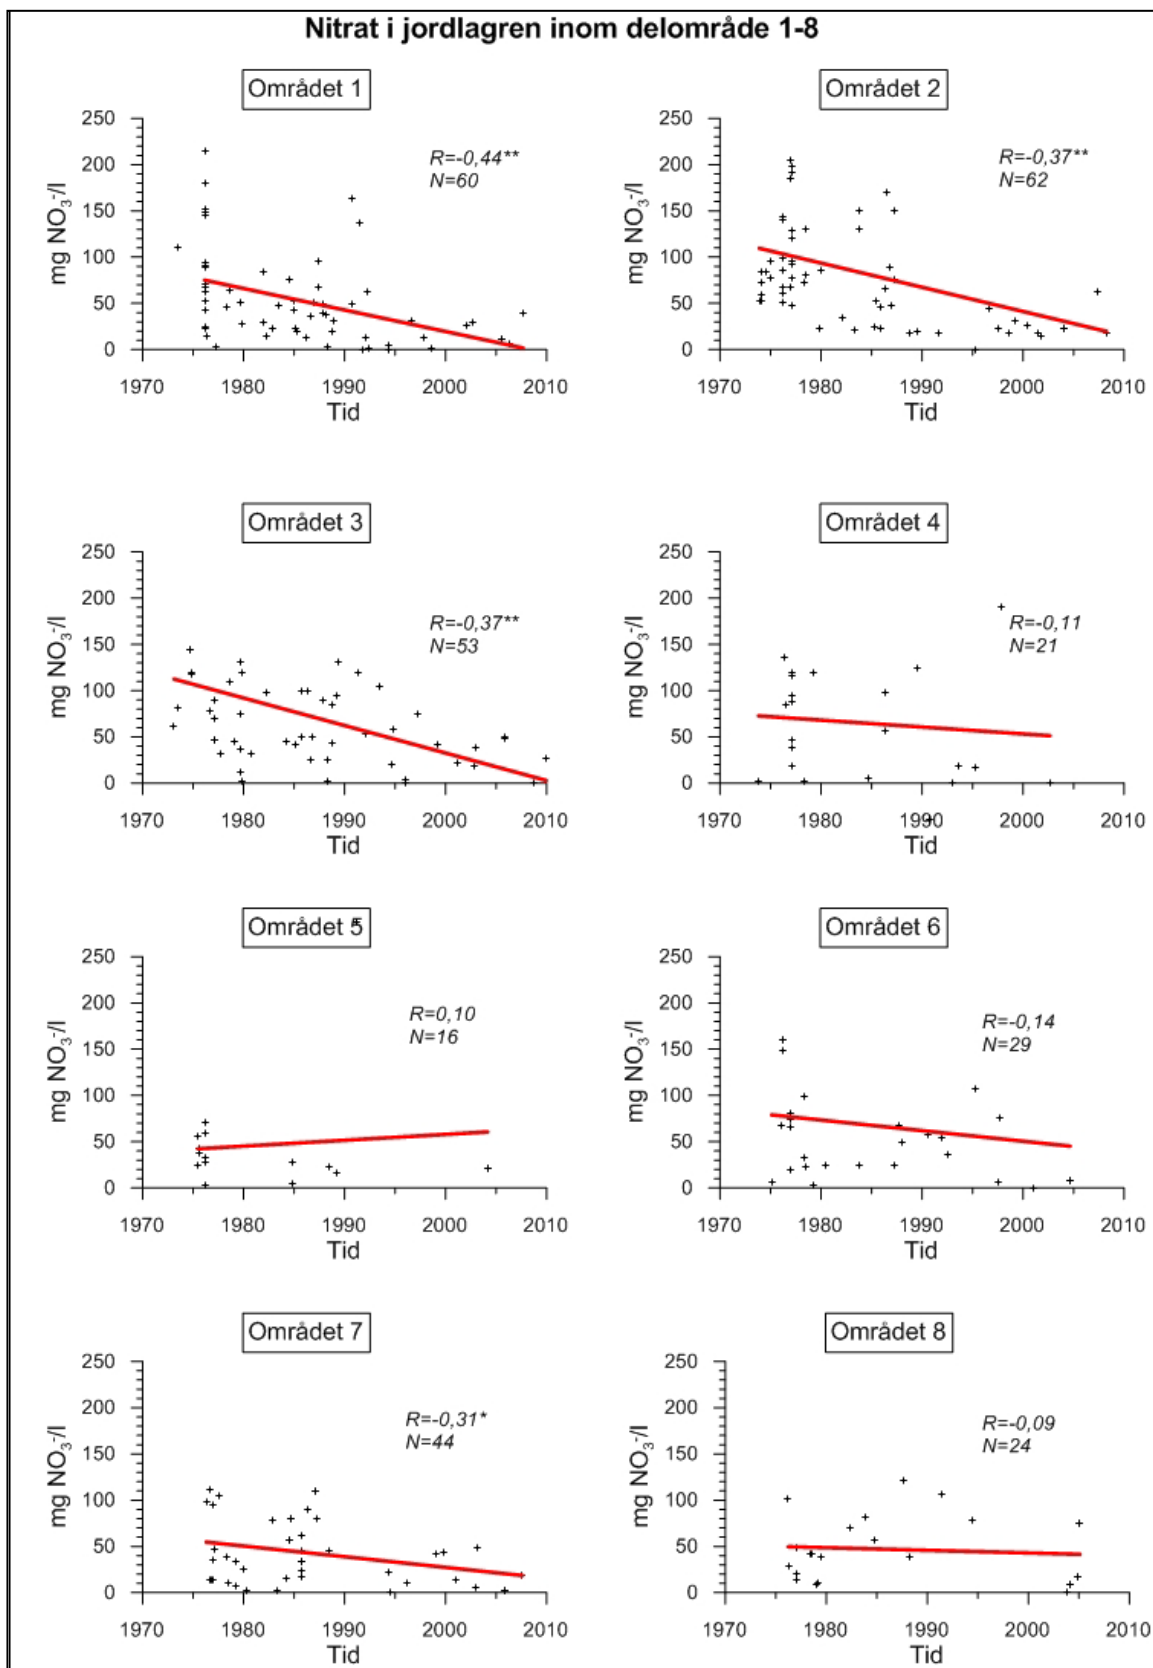 Nitrat i jordlagren inom delområde 1-8
Området 1
250
200
150
100
50
0
mg NO₃⁻/l
R=-0,44**
N=60
1970 1980 1990 2000 2010
Tid
Området 2
250
200
150
100
50
0
mg NO₃⁻/l
R=-0,37**
N=62
1970 1980 1990 2000 2010
Tid
Området 3
250
200
150
100
50
0
mg NO₃⁻/l
R=-0,37**
N=53
1970 1980 1990 2000 2010
Tid
Området 4
250
200
150
100
50
0
mg NO₃⁻/l
R=-0,11
N=21
1970 1980 1990 2000 2010
Tid
Området 5
250
200
150
100
50
0
mg NO₃⁻/l
R=0,10
N=16
1970 1980 1990 2000 2010
Tid
Området 6
250
200
150
100
50
0
mg NO₃⁻/l
R=-0,14
N=29
1970 1980 1990 2000 2010
Tid
Området 7
250
200
150
100
50
0
mg NO₃⁻/l
R=-0,31*
N=44
1970 1980 1990 2000 2010
Tid
Området 8
250
200
150
100
50
0
mg NO₃⁻/l
R=-0,09
N=24
1970 1980 1990 2000 2010
Tid